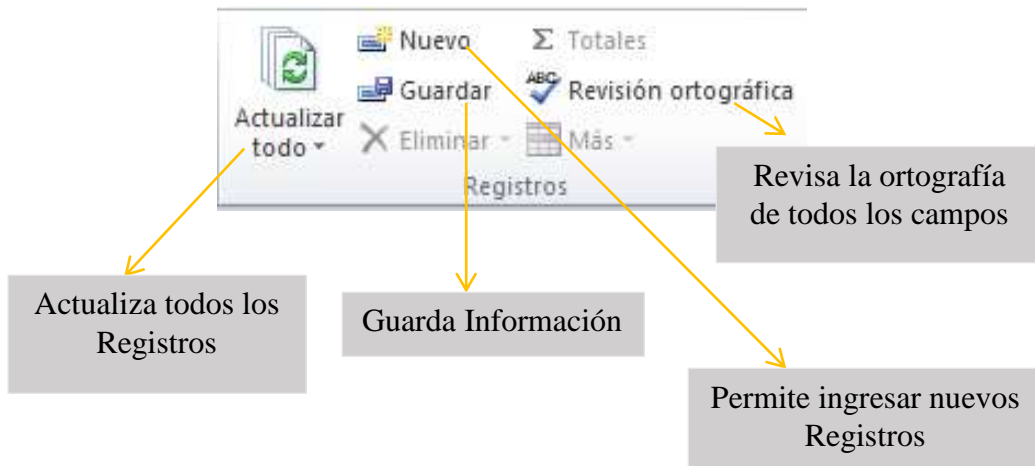 Actualizar
todo
Nuevo
Guardar
Eliminar
Σ Totales
ABC
Revisión ortográfica
Más
Registros
Revisa la ortografía
de todos los campos
Actualiza todos los
Registros
Guarda Información
Permite ingresar nuevos
Registros